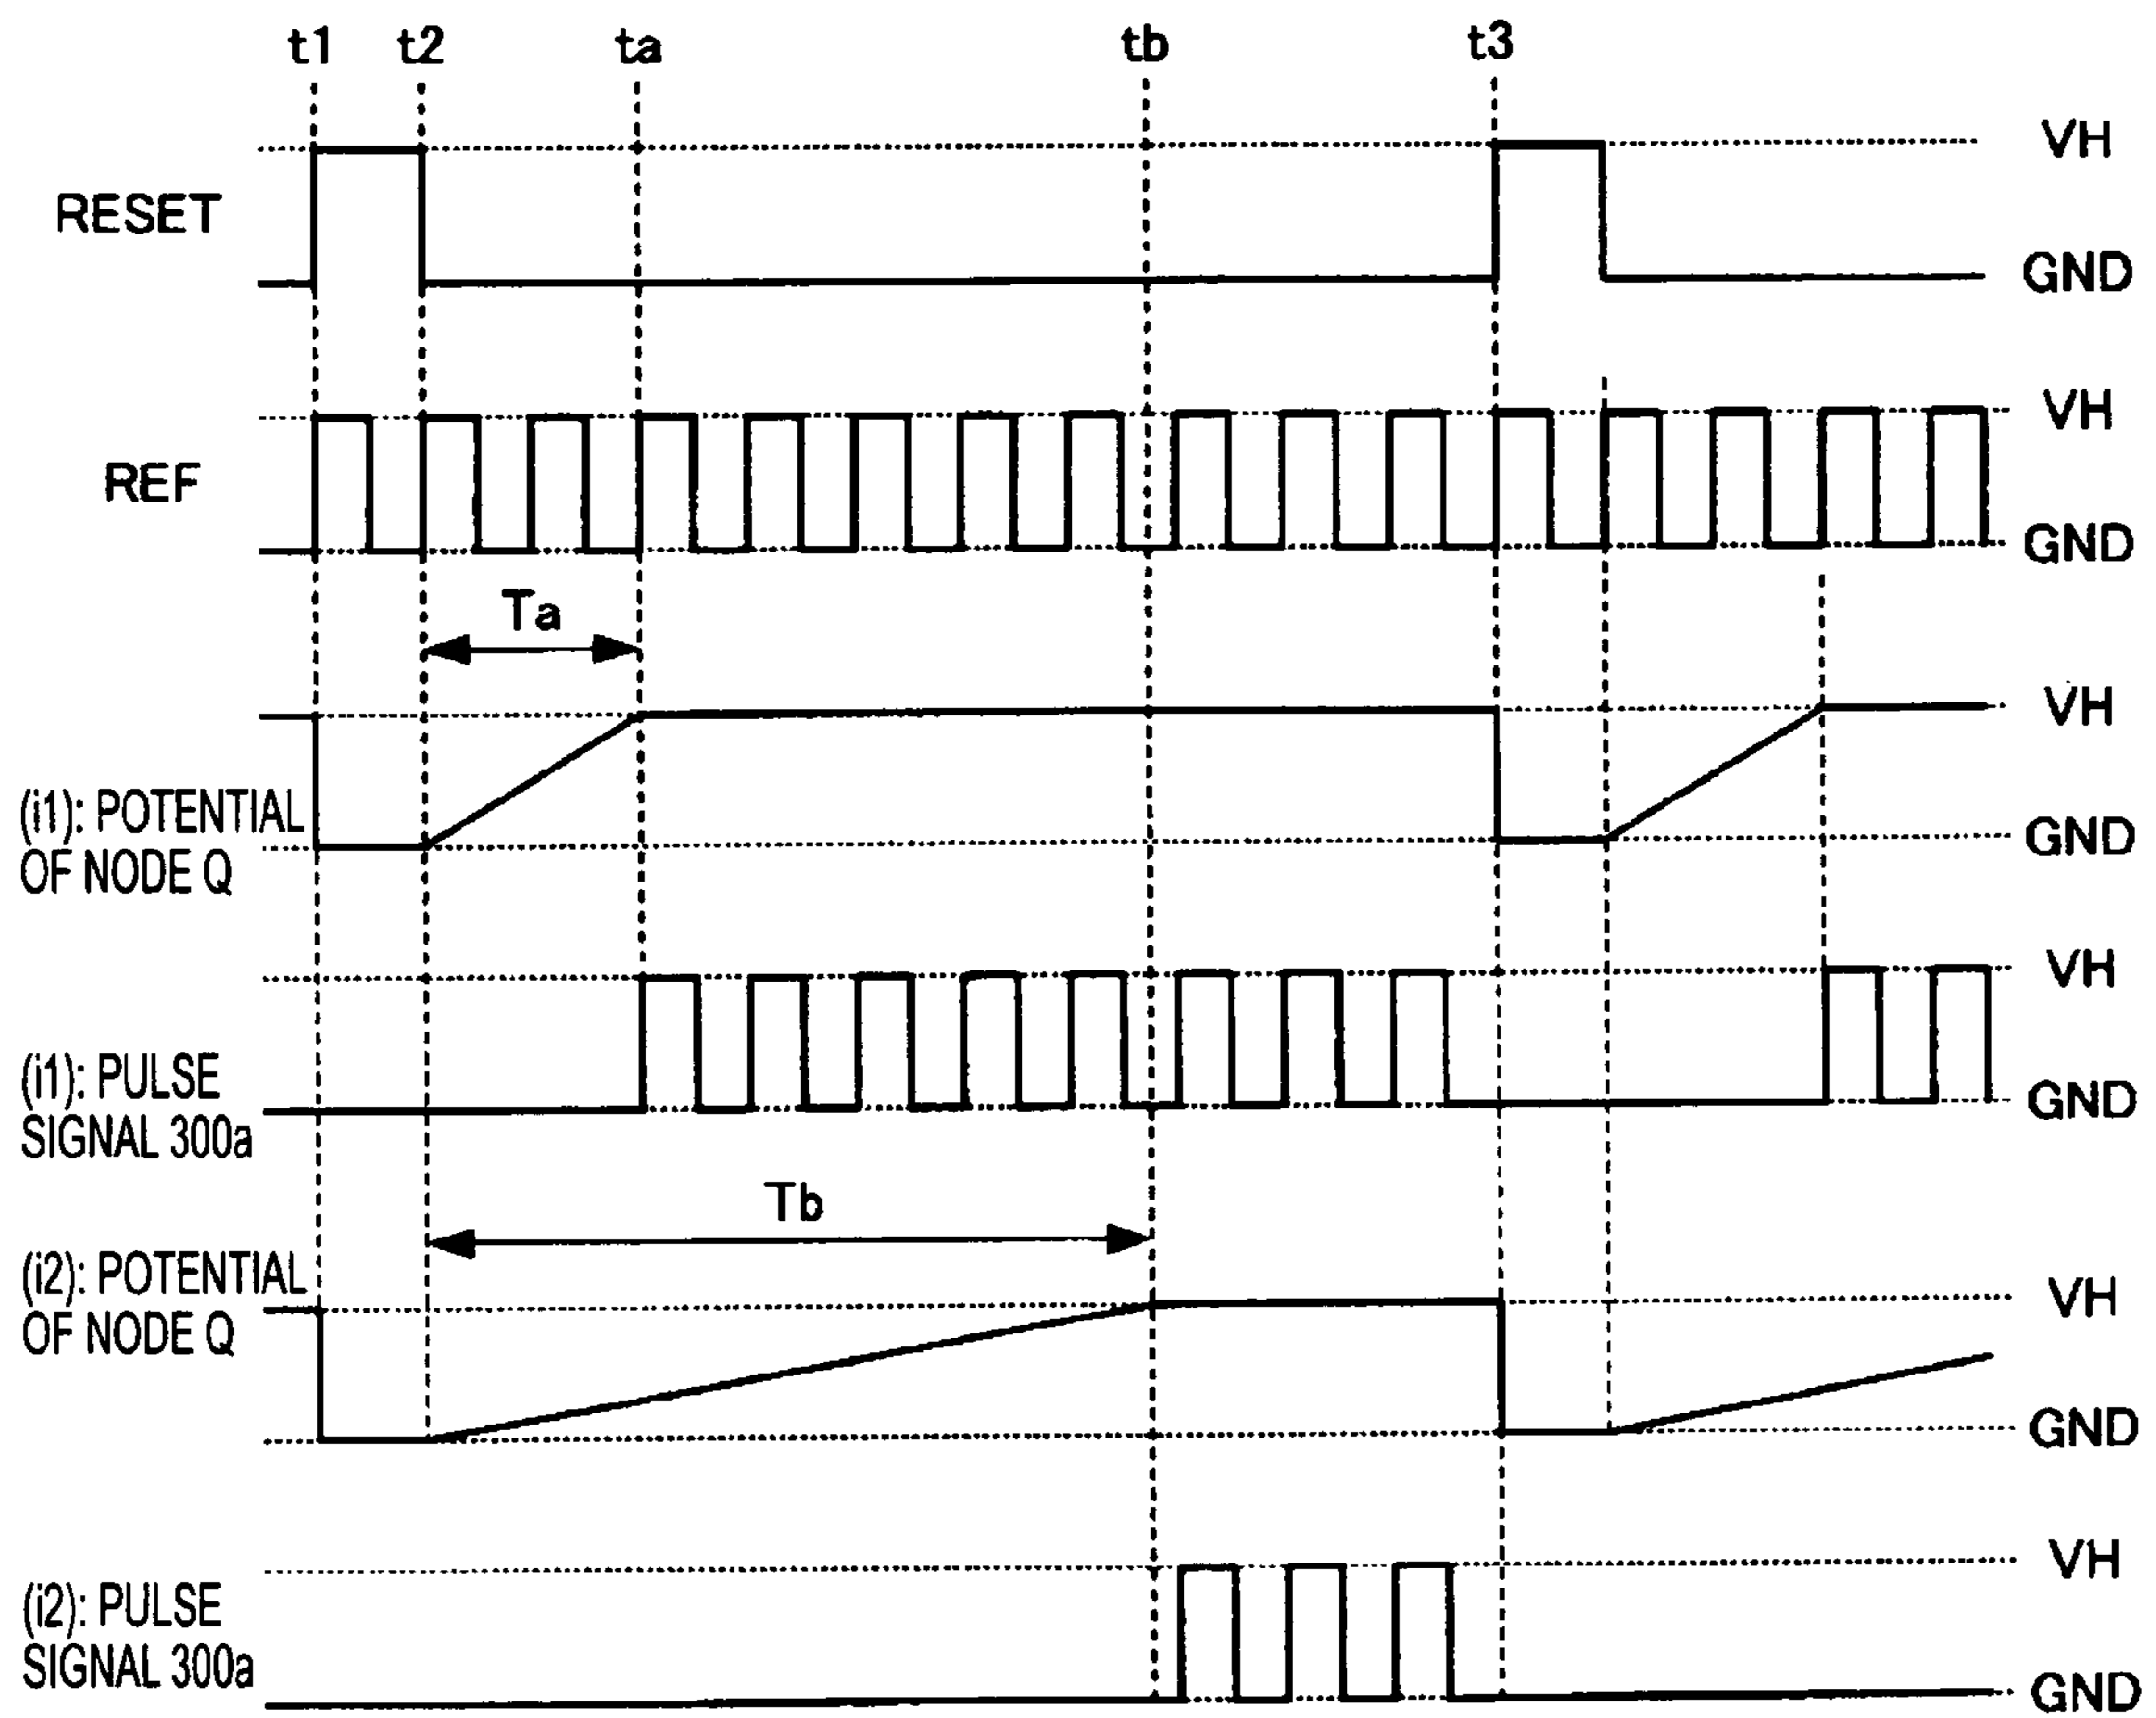 t1 t2 ta tb t3
VH
RESET
GND
VH
REF
GND
Ta
VH
(i1): POTENTIAL
OF NODE Q
GND
VH
(i1): PULSE
SIGNAL 300a
GND
Tb
(i2): POTENTIAL
OF NODE Q
VH
GND
VH
(i2): PULSE
SIGNAL 300a
GND